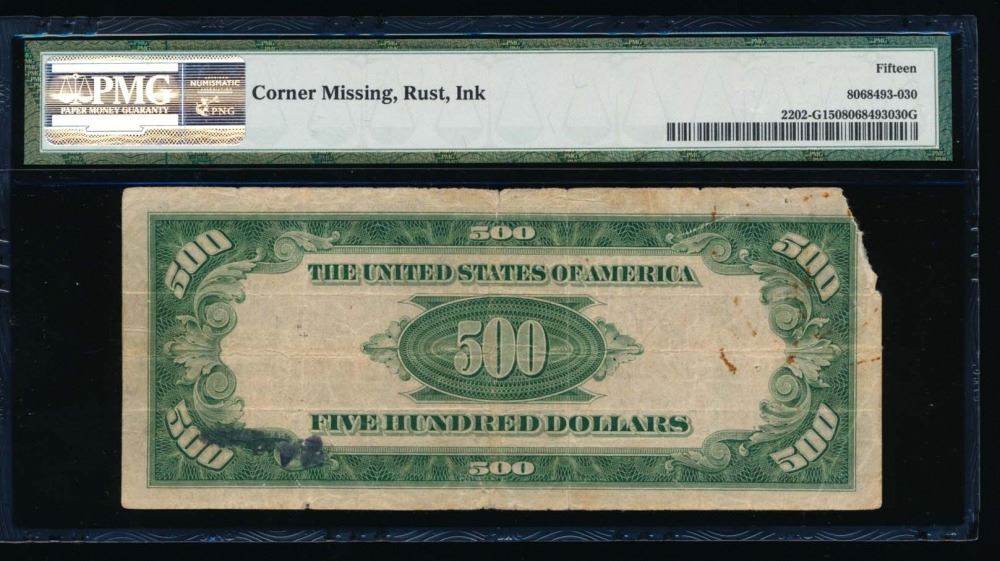 PMG
PAPER MONEY GUARANTY
NUMISMATIC
PNG
Corner Missing, Rust, Ink
Fifteen
8068493-030
2202-G1508068493030G
500 500 500
THE UNITED STATES OF AMERICA
500
FIVE HUNDRED DOLLARS
500 500 500